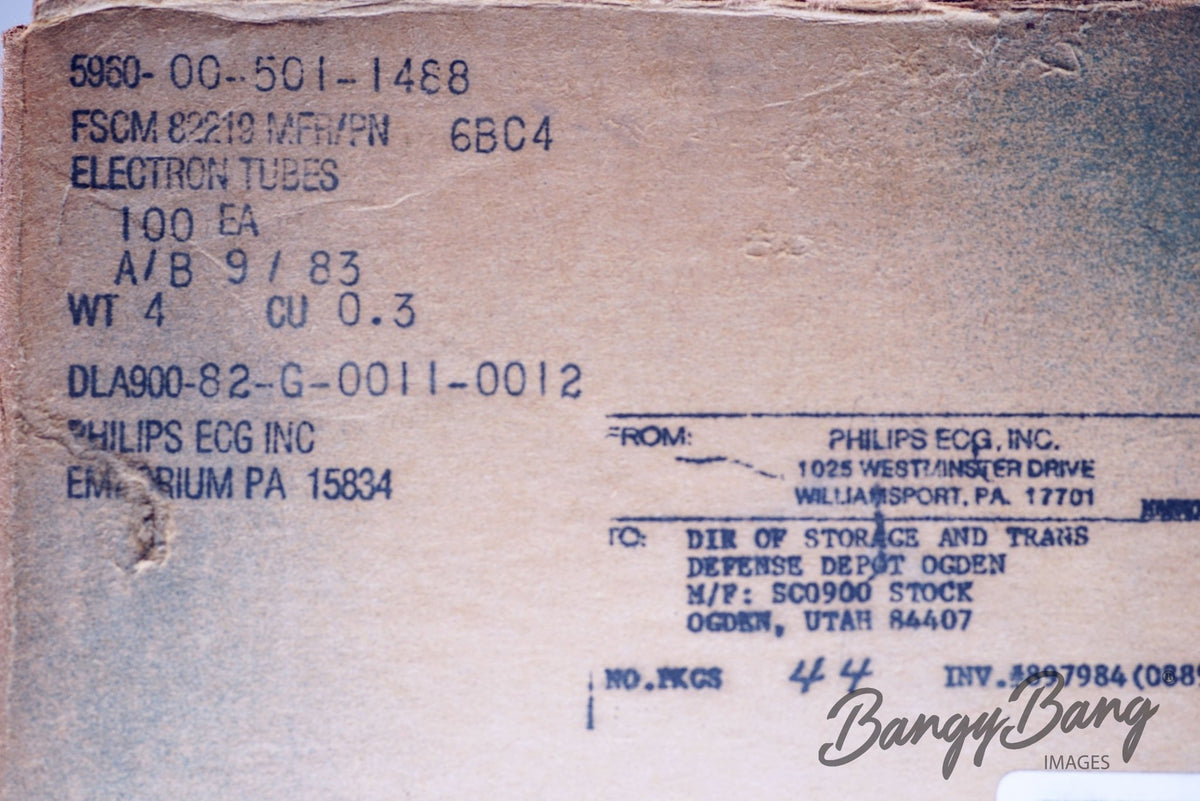 5960-00-501-1488
FSCM 82219 MFR/PN 6BC4
ELECTRON TUBES
100 EA
A/B 9/83
WT 4 CU 0.3
DLA900-82-G-0011-0012
PHILIPS ECG INC
EMPORIUM PA 15834
FROM: PHILIPS ECG, INC.
1025 WESTMINSTER DRIVE
WILLIAMSPORT, PA. 17701
TO: DIR OF STORAGE AND TRANS
DEFENSE DEPOT OGDEN
M/F: SC0900 STOCK
OGDEN, UTAH 84407
NO.PKGS 44 INV.#897984(0889
BangyBang®
IMAGES